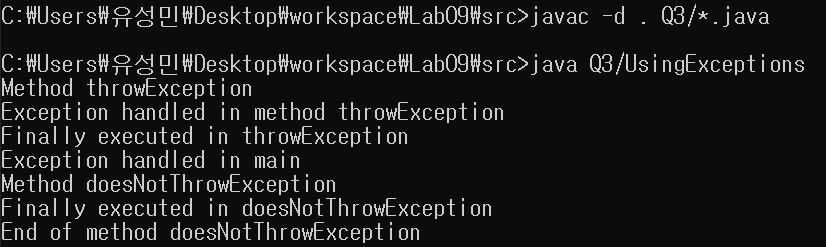 C:₩Users₩유성민₩Desktop₩workspace₩Lab09₩src>javac -d . Q3/*.java
C:₩Users₩유성민₩Desktop₩workspace₩Lab09₩src>java Q3/UsingExceptions
Method throwException
Exception handled in method throwException
Finally executed in throwException
Exception handled in main
Method doesNotThrowException
Finally executed in doesNotThrowException
End of method doesNotThrowException